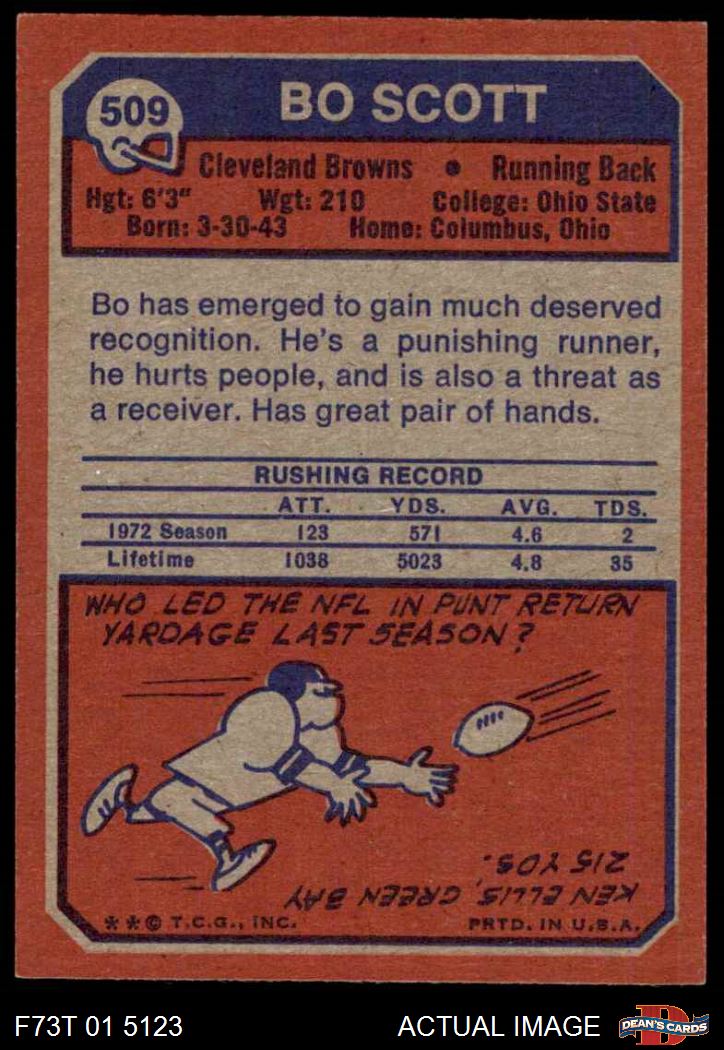 509
BO SCOTT
Cleveland Browns • Running Back
Hgt: 6'3" Wgt: 210 College: Ohio State
Born: 3-30-43 Home: Columbus, Ohio
Bo has emerged to gain much deserved
recognition. He's a punishing runner,
he hurts people, and is also a threat as
a receiver. Has great pair of hands.
RUSHING RECORD
ATT. YDS. AVG. TDS.
1972 Season 123 571 4.6 2
Lifetime 1038 5023 4.8 35
WHO LED THE NFL IN PUNT RETURN
YARDAGE LAST SEASON?
KEN ELLIS, GREEN BAY
215 YDS.
**© T.C.G., INC. PRTD. IN U.S.A.
F73T 01 5123 ACTUAL IMAGE
D
DEAN'S CARDS